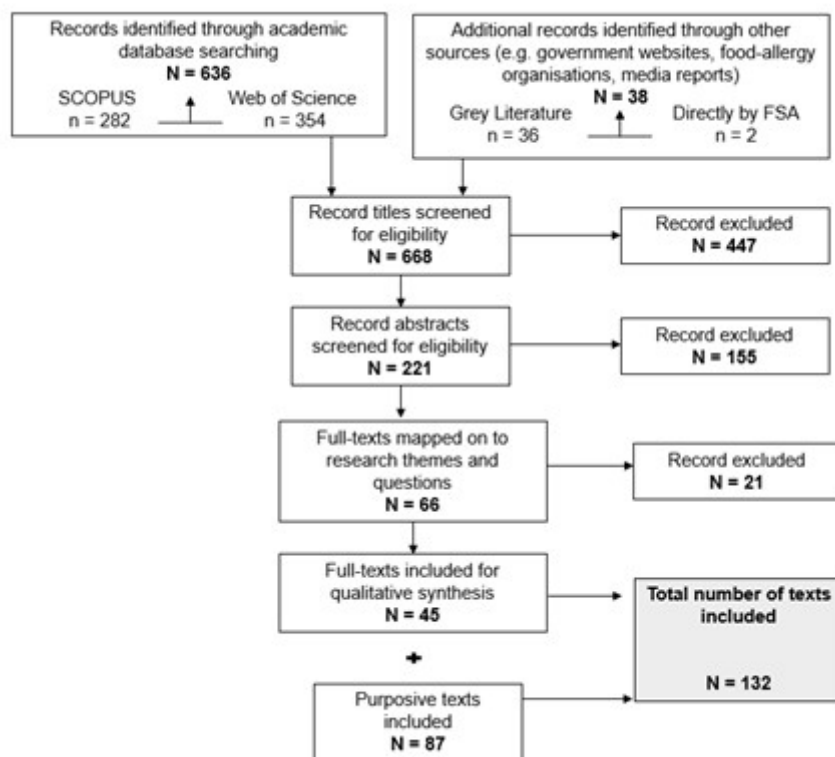 Records identified through academic
database searching
N = 636
SCOPUS
n = 282
Web of Science
n = 354
Additional records identified through other
sources (e.g. government websites, food-allergy
organisations, media reports)
N = 38
Grey Literature
n = 36
Directly by FSA
n = 2
Record titles screened
for eligibility
N = 668
Record excluded
N = 447
Record abstracts
screened for eligibility
N = 221
Record excluded
N = 155
Full-texts mapped on to
research themes and
questions
N = 66
Record excluded
N = 21
Full-texts included for
qualitative synthesis
N = 45
+
Purposive texts
included
N = 87
Total number of texts
included
N = 132